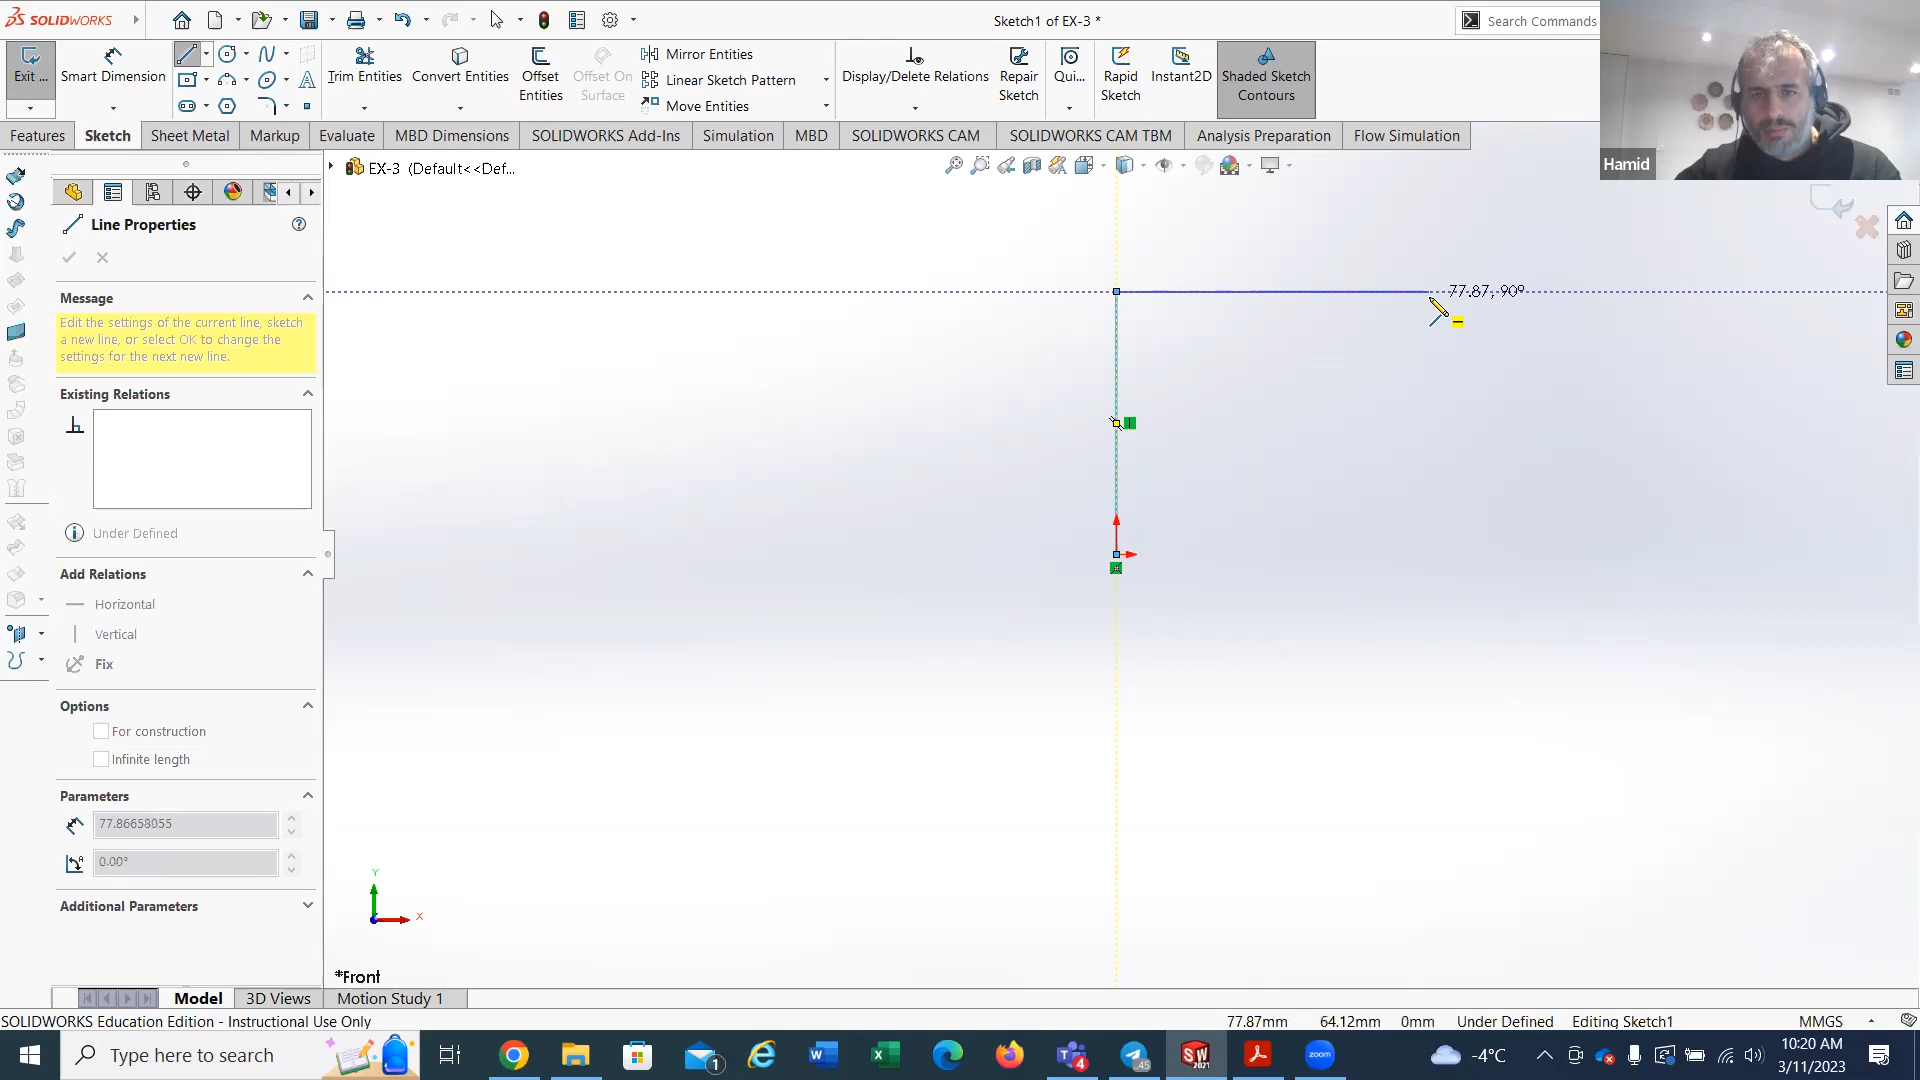 SOLIDWORKS
Sketch1 of EX-3 *
Search Commands
Exit ...
Smart Dimension
Trim Entities
Convert Entities
Offset Entities
Offset On Surface
Mirror Entities
Linear Sketch Pattern
Move Entities
Display/Delete Relations
Repair Sketch
Qui...
Rapid Sketch
Instant2D
Shaded Sketch Contours
Features
Sketch
Sheet Metal
Markup
Evaluate
MBD Dimensions
SOLIDWORKS Add-Ins
Simulation
MBD
SOLIDWORKS CAM
SOLIDWORKS CAM TBM
Analysis Preparation
Flow Simulation
Hamid
EX-3 (Default<<Def...
Line Properties
Message
Edit the settings of the current line, sketch
a new line, or select OK to change the
settings for the next new line.
Existing Relations
Under Defined
Add Relations
Horizontal
Vertical
Fix
Options
For construction
Infinite length
Parameters
77.86658055
0.00°
Additional Parameters
77.87, 90°
Y
X
*Front
Model
3D Views
Motion Study 1
SOLIDWORKS Education Edition - Instructional Use Only
77.87mm
64.12mm
0mm
Under Defined
Editing Sketch1
MMGS
Type here to search
1
4
45
SW
2021
zoom
-4°C
10:20 AM
3/11/2023